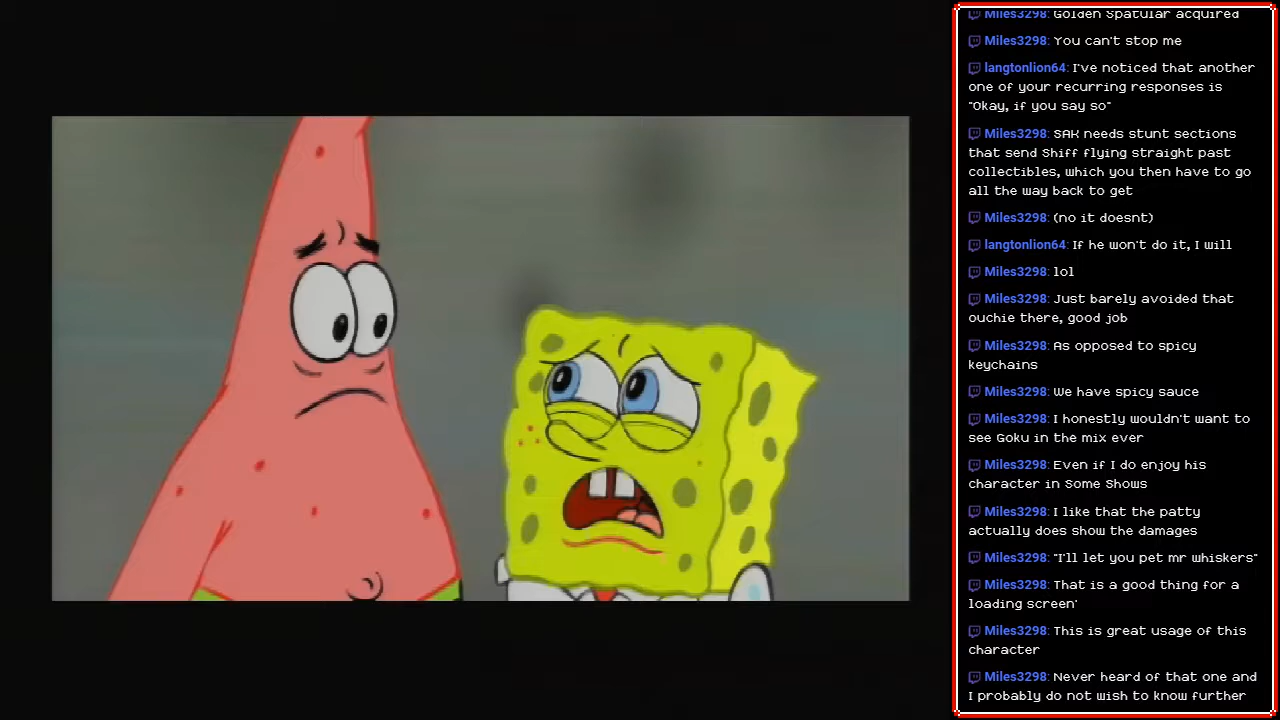 Miles3298: Golden Spatular acquired
Miles3298: You can't stop me
langtonlion64: I've noticed that another
one of your recurring responses is
"Okay, if you say so"
Miles3298: SAK needs stunt sections
that send Shiff flying straight past
collectibles, which you then have to go
all the way back to get
Miles3298: (no it doesnt)
langtonlion64: If he won't do it, I will
Miles3298: lol
Miles3298: Just barely avoided that
ouchie there, good job
Miles3298: As opposed to spicy
keychains
Miles3298: We have spicy sauce
Miles3298: I honestly wouldn't want to
see Goku in the mix ever
Miles3298: Even if I do enjoy his
character in Some Shows
Miles3298: I like that the patty
actually does show the damages
Miles3298: "I'll let you pet mr whiskers"
Miles3298: That is a good thing for a
loading screen'
Miles3298: This is great usage of this
character
Miles3298: Never heard of that one and
I probably do not wish to know further